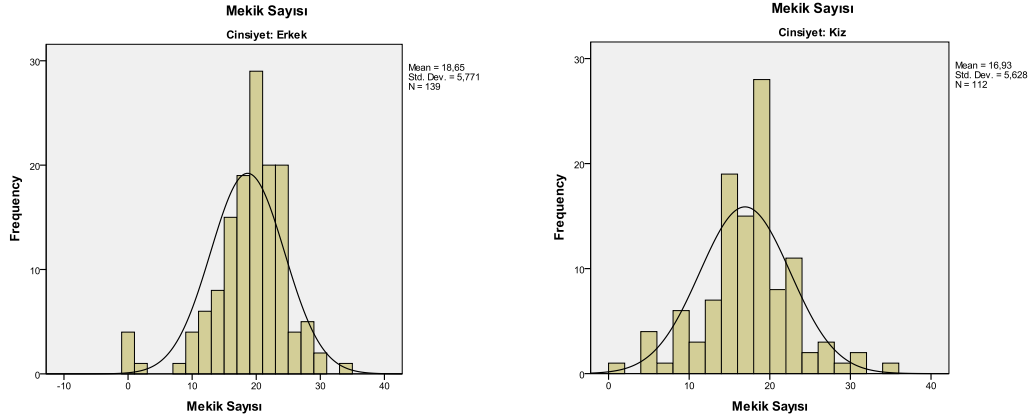 Mekik Sayısı
Cinsiyet: Erkek
Mean = 18,65
Std. Dev. = 5,771
N = 139
Frequency
30
20
10
0
-10 0 10 20 30 40
Mekik Sayısı
Mekik Sayısı
Cinsiyet: Kiz
Mean = 16,93
Std. Dev. = 5,628
N = 112
Frequency
30
20
10
0
0 10 20 30 40
Mekik Sayısı